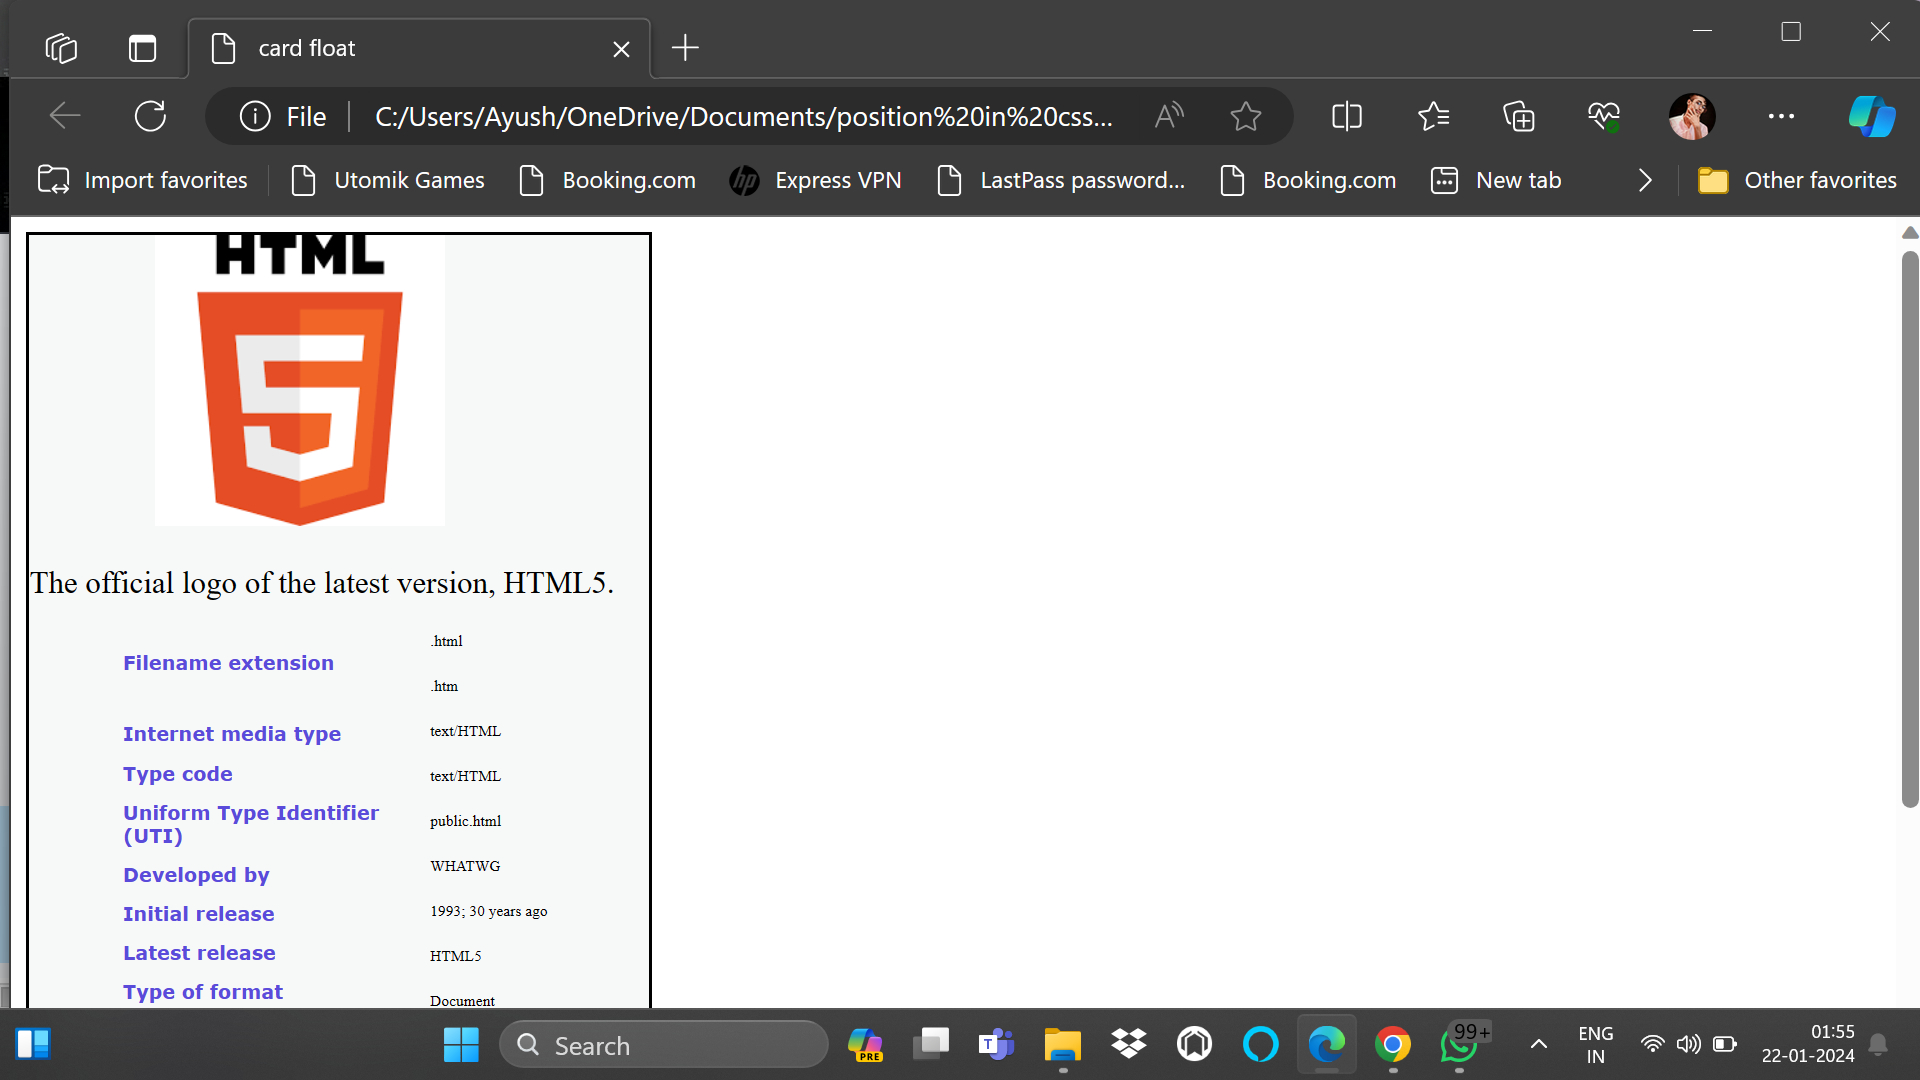 card float
File
C:/Users/Ayush/OneDrive/Documents/position%20in%20css...
Import favorites
Utomik Games
Booking.com
hp
Express VPN
LastPass password...
Booking.com
New tab
Other favorites
HTML
5
The official logo of the latest version, HTML5.
Filename extension
.html
.htm
Internet media type
text/HTML
Type code
text/HTML
Uniform Type Identifier
(UTI)
public.html
Developed by
WHATWG
Initial release
1993; 30 years ago
Latest release
HTML5
Type of format
Document
Search
PRE
T
99+
ENG
IN
01:55
22-01-2024